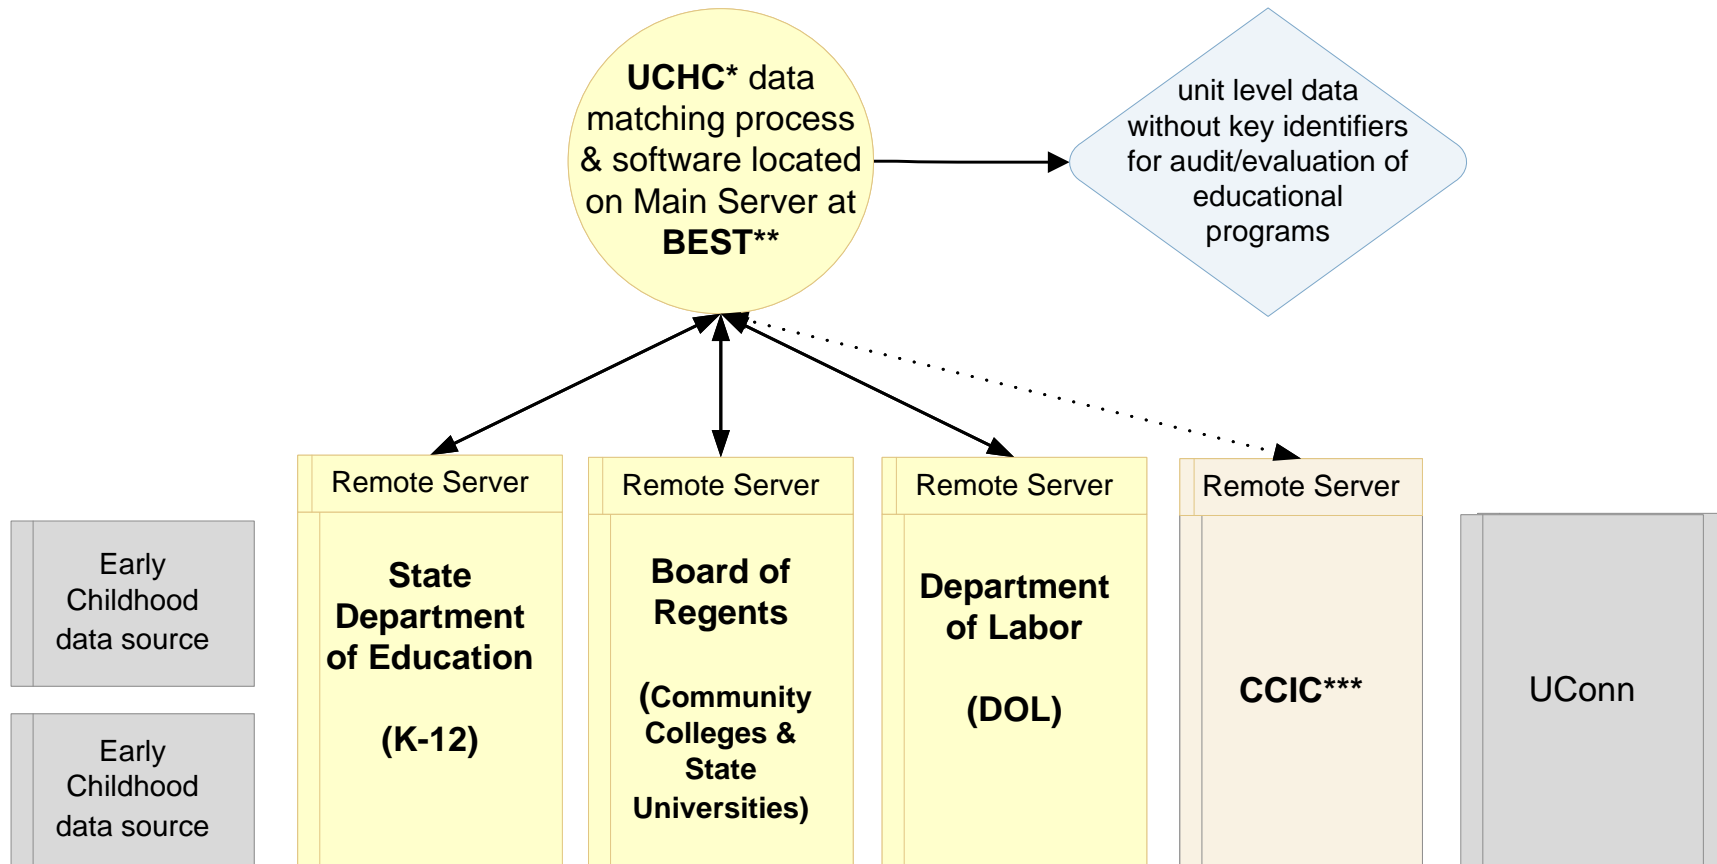 UCHC* data
matching process
& software located
on Main Server at
BEST**
unit level data
without key identifiers
for audit/evaluation of
educational
programs
Early
Childhood
data source
Early
Childhood
data source
Remote Server
State
Department
of Education
(K-12)
Remote Server
Board of
Regents
(Community
Colleges &
State
Universities)
Remote Server
Department
of Labor
(DOL)
Remote Server
CCIC***
UConn